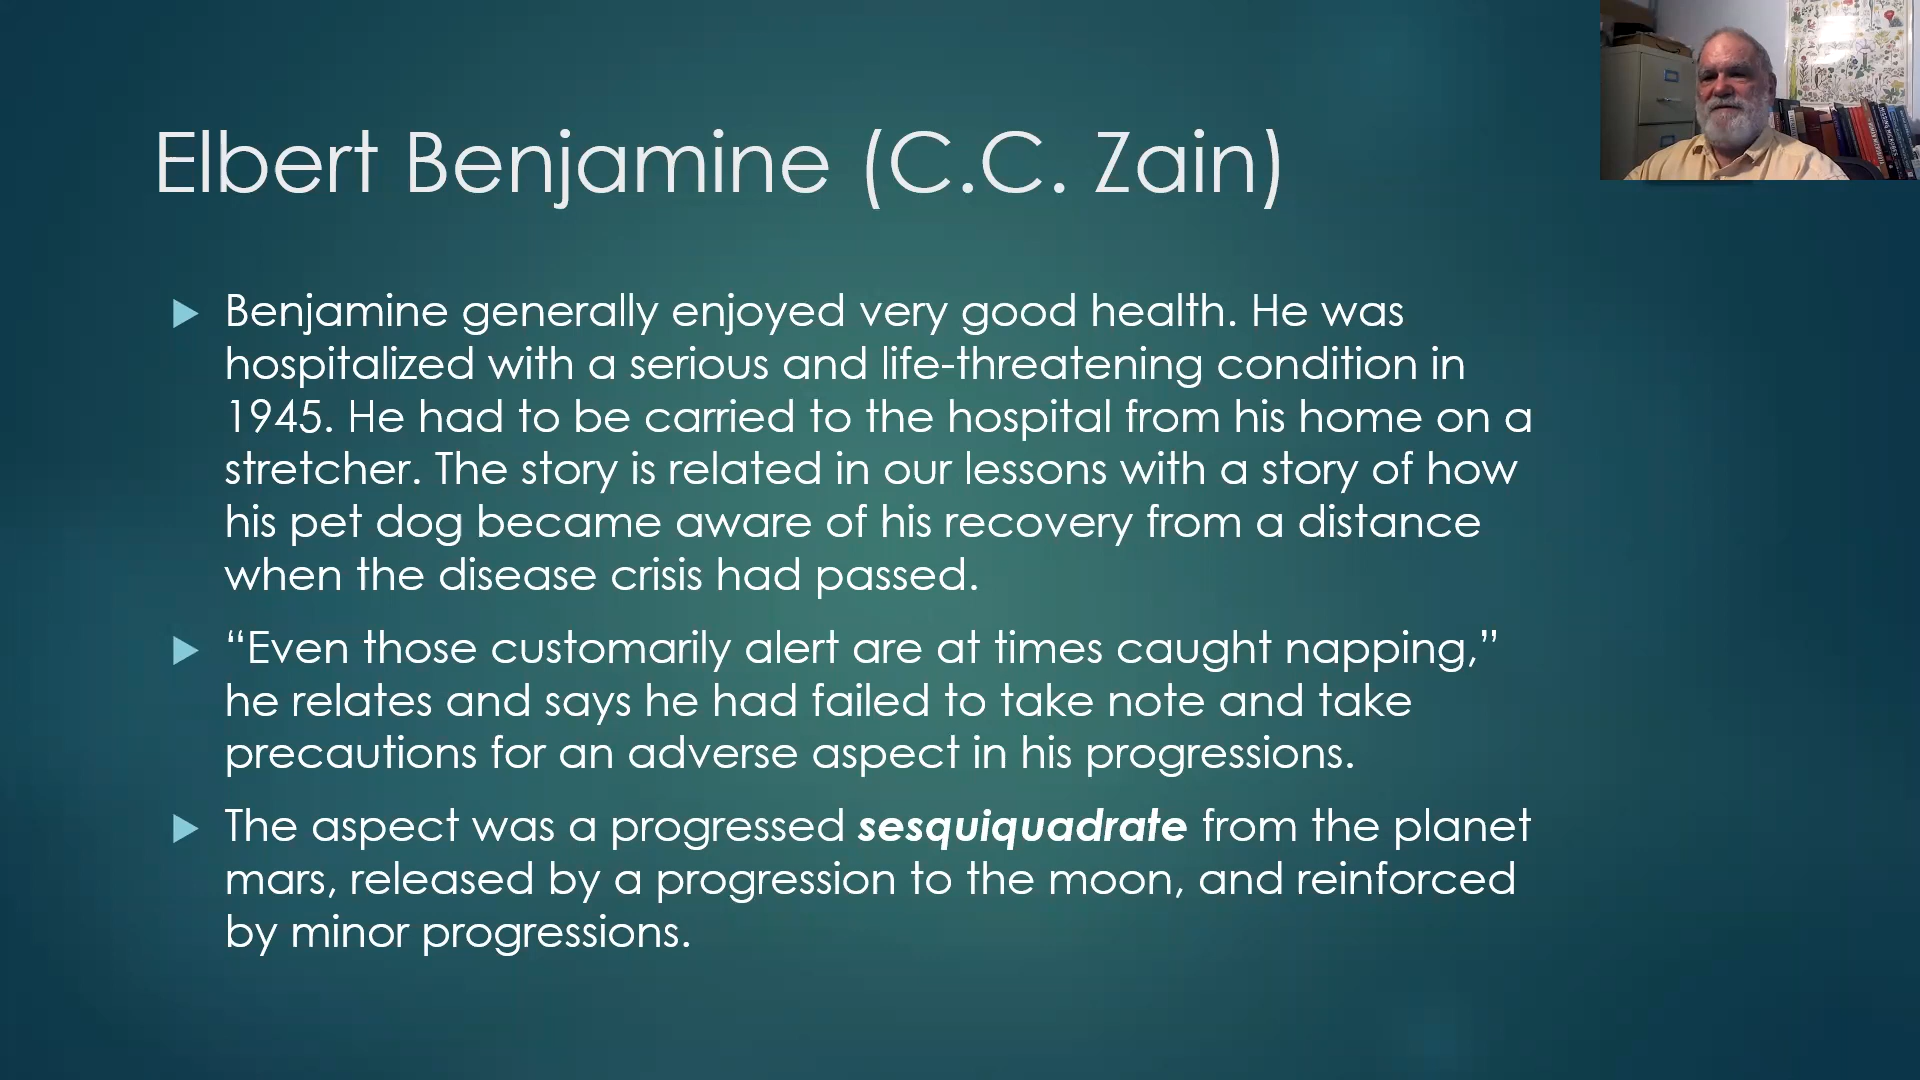 Elbert Benjamine (C.C. Zain)
Benjamine generally enjoyed very good health. He was
hospitalized with a serious and life-threatening condition in
1945. He had to be carried to the hospital from his home on a
stretcher. The story is related in our lessons with a story of how
his pet dog became aware of his recovery from a distance
when the disease crisis had passed.
“Even those customarily alert are at times caught napping,”
he relates and says he had failed to take note and take
precautions for an adverse aspect in his progressions.
The aspect was a progressed sesquiquadrate from the planet
mars, released by a progression to the moon, and reinforced
by minor progressions.